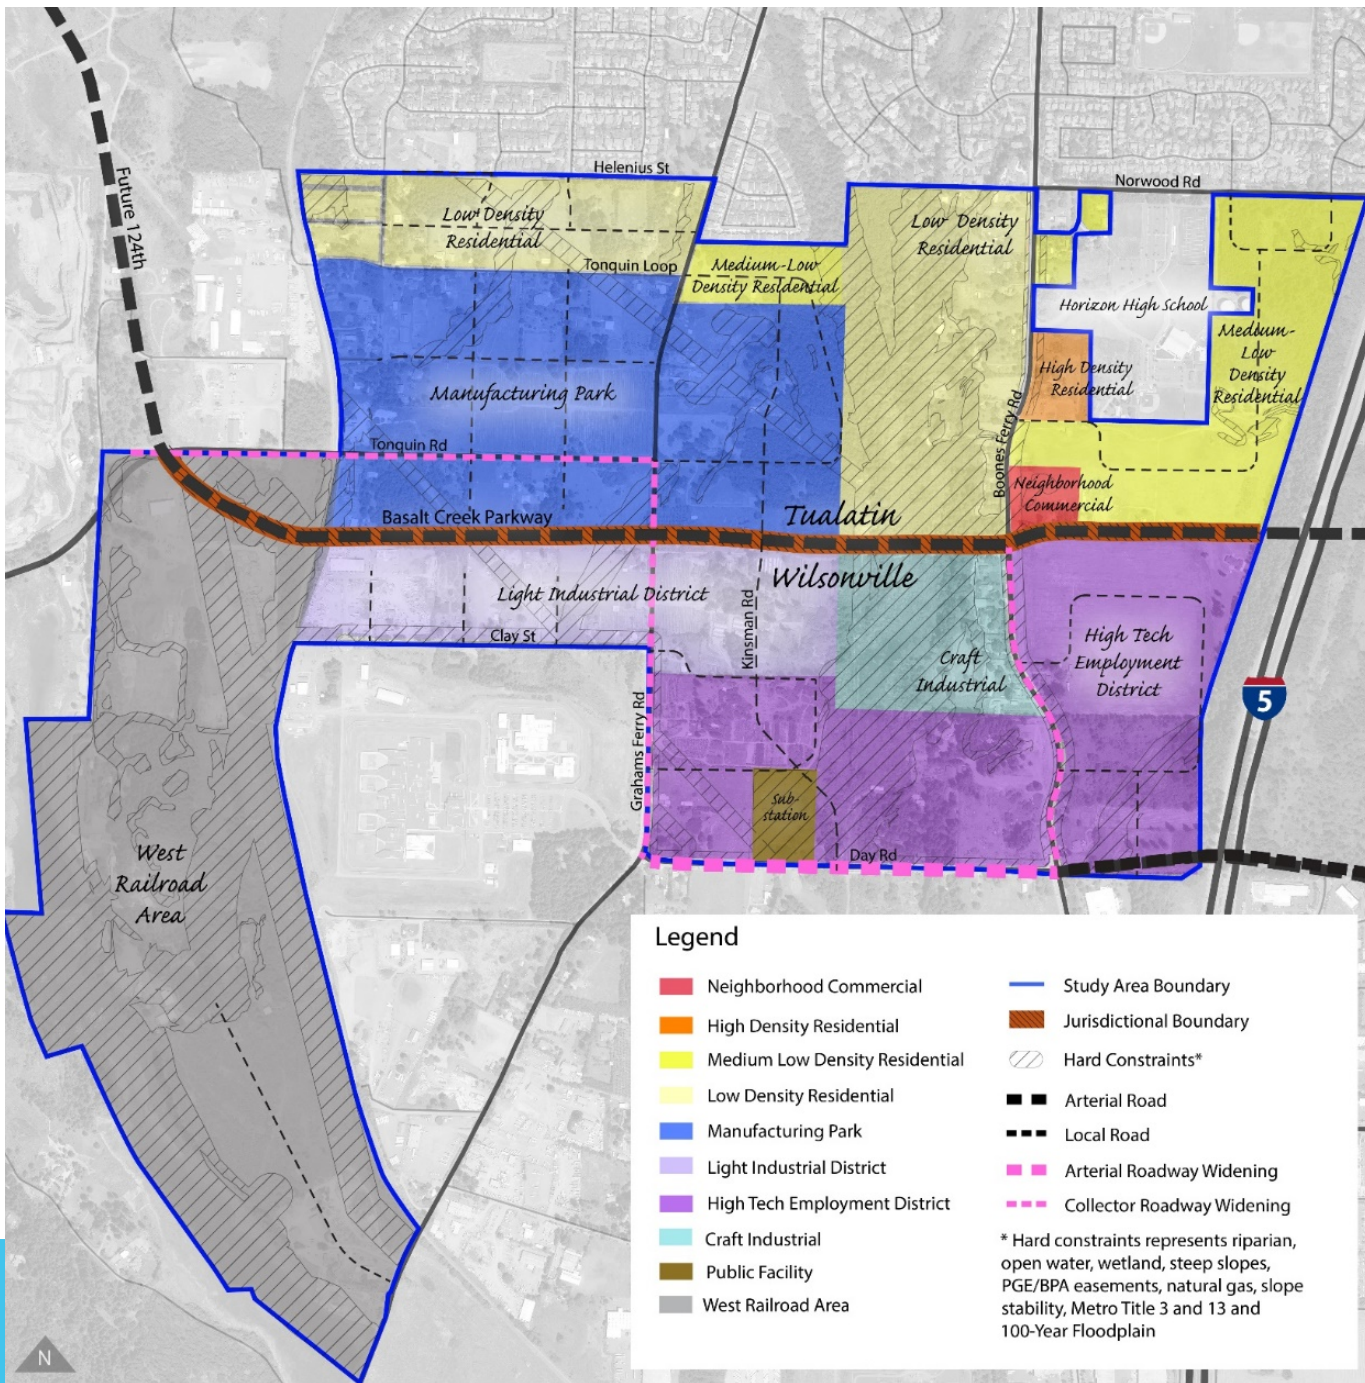 Helenius St
Norwood Rd
Future 124th
Low Density
Residential
Low Density
Residential
Tonquin Loop
Medium-Low
Density Residential
Horizon High School
Medium-
Low
Density
Residential
High Density
Residential
Manufacturing Park
Boones Ferry Rd
Tonquin Rd
Neighborhood
Commercial
Basalt Creek Parkway
Tualatin
Wilsonville
Light Industrial District
Kinsman Rd
Clay St
Craft
Industrial
High Tech
Employment
District
5
Grahams Ferry Rd
Sub-
station
Day Rd
West
Railroad
Area
Legend
Neighborhood Commercial
High Density Residential
Medium Low Density Residential
Low Density Residential
Manufacturing Park
Light Industrial District
High Tech Employment District
Craft Industrial
Public Facility
West Railroad Area
Study Area Boundary
Jurisdictional Boundary
Hard Constraints*
Arterial Road
Local Road
Arterial Roadway Widening
Collector Roadway Widening
* Hard constraints represents riparian,
open water, wetland, steep slopes,
PGE/BPA easements, natural gas, slope
stability, Metro Title 3 and 13 and
100-Year Floodplain
N